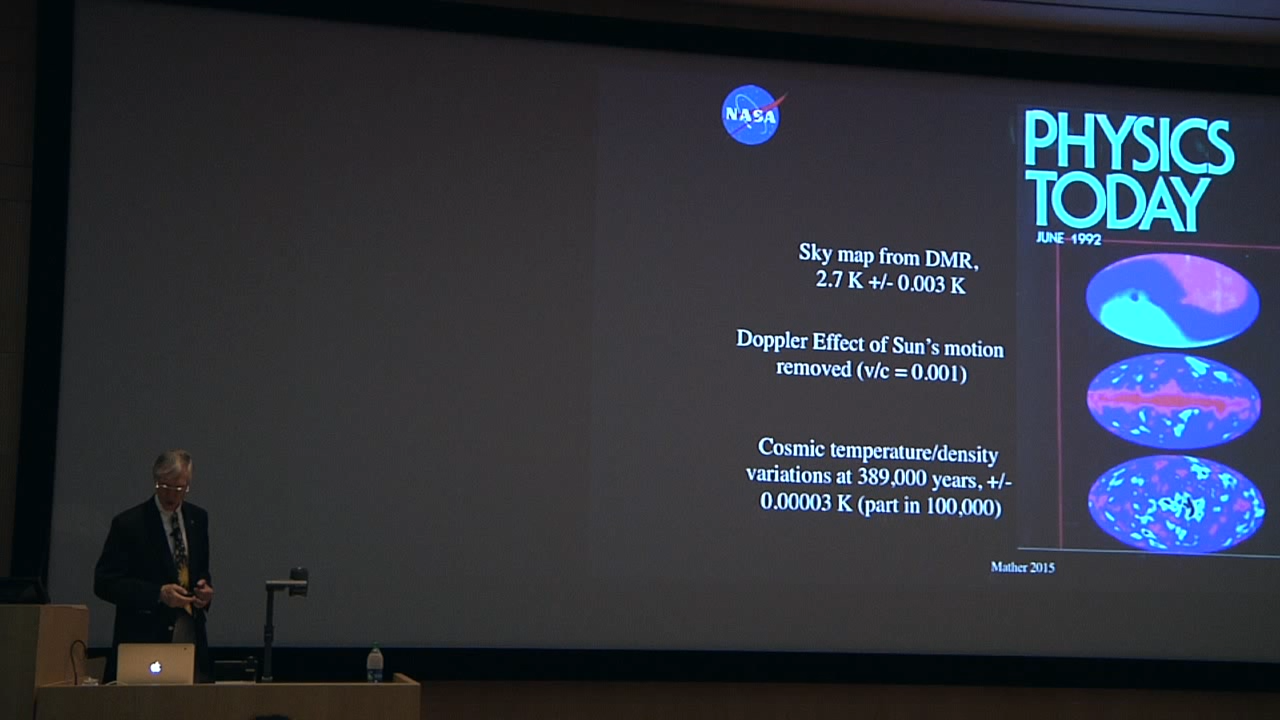 NASA
PHYSICS
TODAY
JUNE 1992
Sky map from DMR,
2.7 K +/- 0.003 K
Doppler Effect of Sun's motion
removed (v/c = 0.001)
Cosmic temperature/density
variations at 389,000 years, +/-
0.00003 K (part in 100,000)
Mather 2015